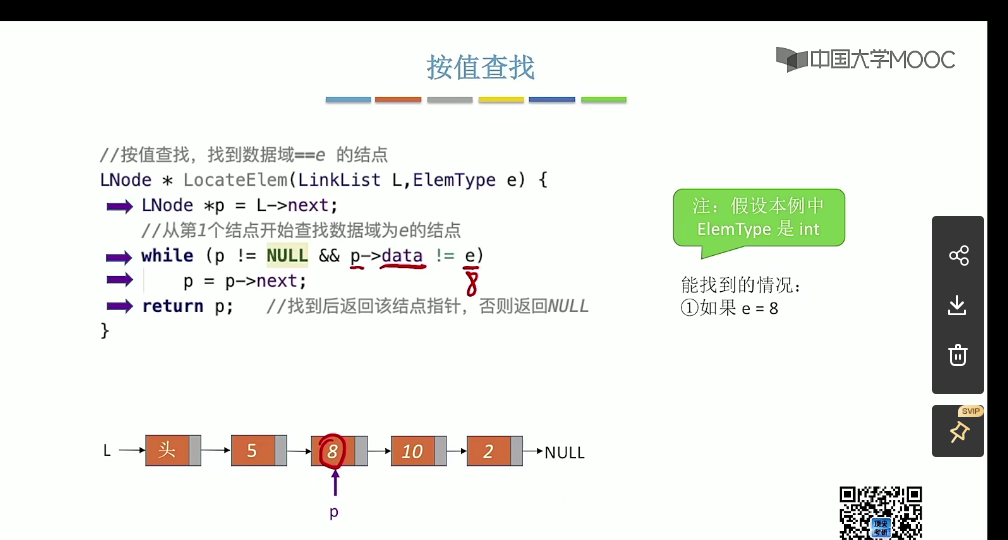 按值查找
中国大学MOOC
//按值查找，找到数据域==e 的结点
LNode * LocateElem(LinkList L,ElemType e) {
LNode *p = L->next;
//从第1个结点开始查找数据域为e的结点
while (p != NULL && p->data != e)
8
p = p->next;
return p; //找到后返回该结点指针，否则返回NULL
}
注：假设本例中
ElemType 是 int
能找到的情况：
①如果 e = 8
SVIP
L 头 5 8 10 2 NULL
p